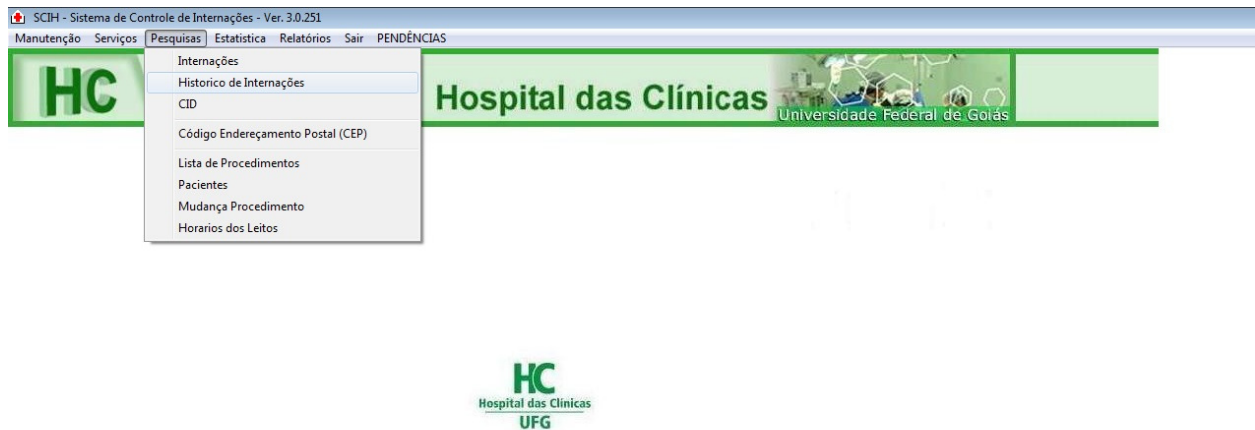 SCIH - Sistema de Controle de Internações - Ver. 3.0.251
Manutenção Serviços Pesquisas Estatistica Relatórios Sair PENDÊNCIAS
Internações
Historico de Internações
CID
Código Endereçamento Postal (CEP)
Lista de Procedimentos
Pacientes
Mudança Procedimento
Horarios dos Leitos
HC
Hospital das Clínicas
Universidade Federal de Goiás
HC
Hospital das Clínicas
UFG